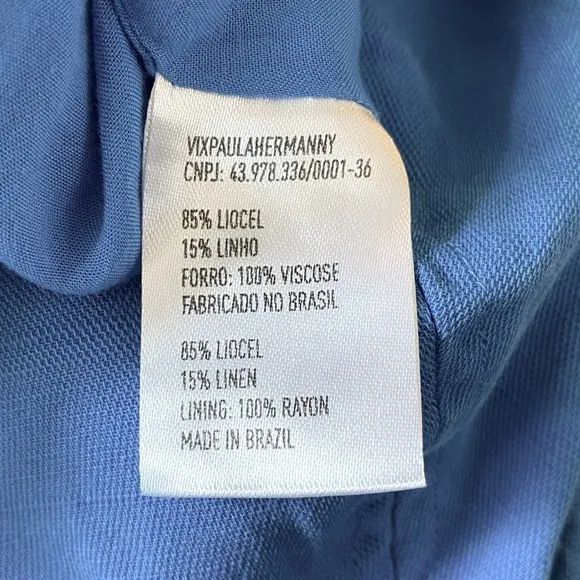 VIXPAULAHERMANNY
CNPJ: 43.978.336/0001-36
85% LIOCEL
15% LINHO
FORRO: 100% VISCOSE
FABRICADO NO BRASIL
85% LIOCEL
15% LINEN
LINING: 100% RAYON
MADE IN BRAZIL